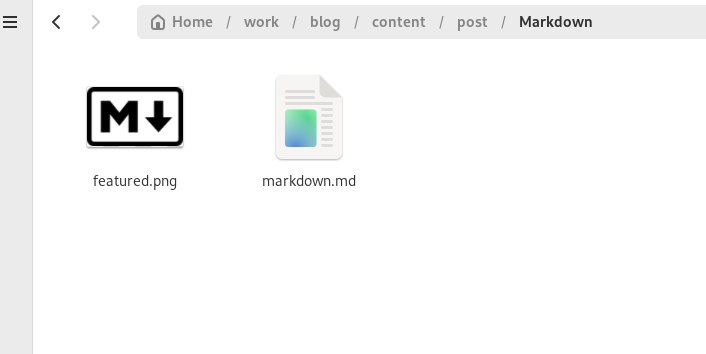 Home / work / blog / content / post / Markdown
M
featured.png
markdown.md